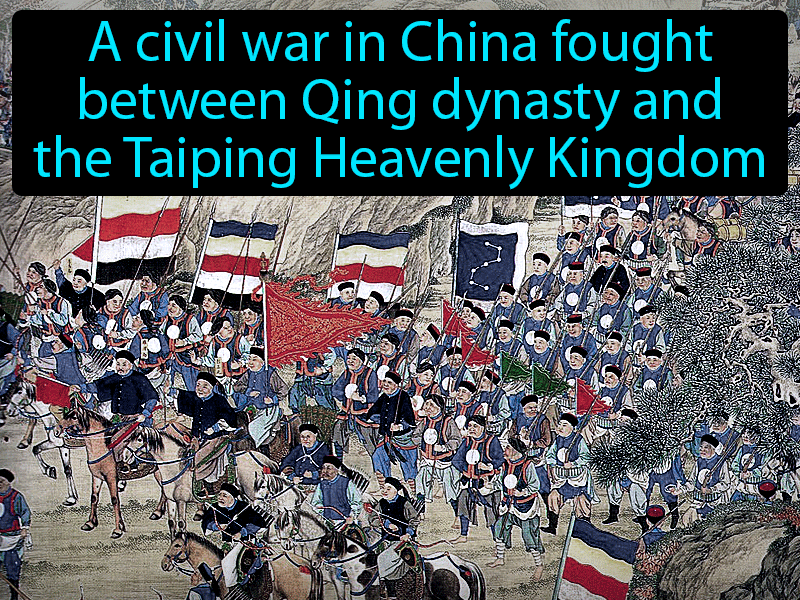 A civil war in China fought
between Qing dynasty and
the Taiping Heavenly Kingdom